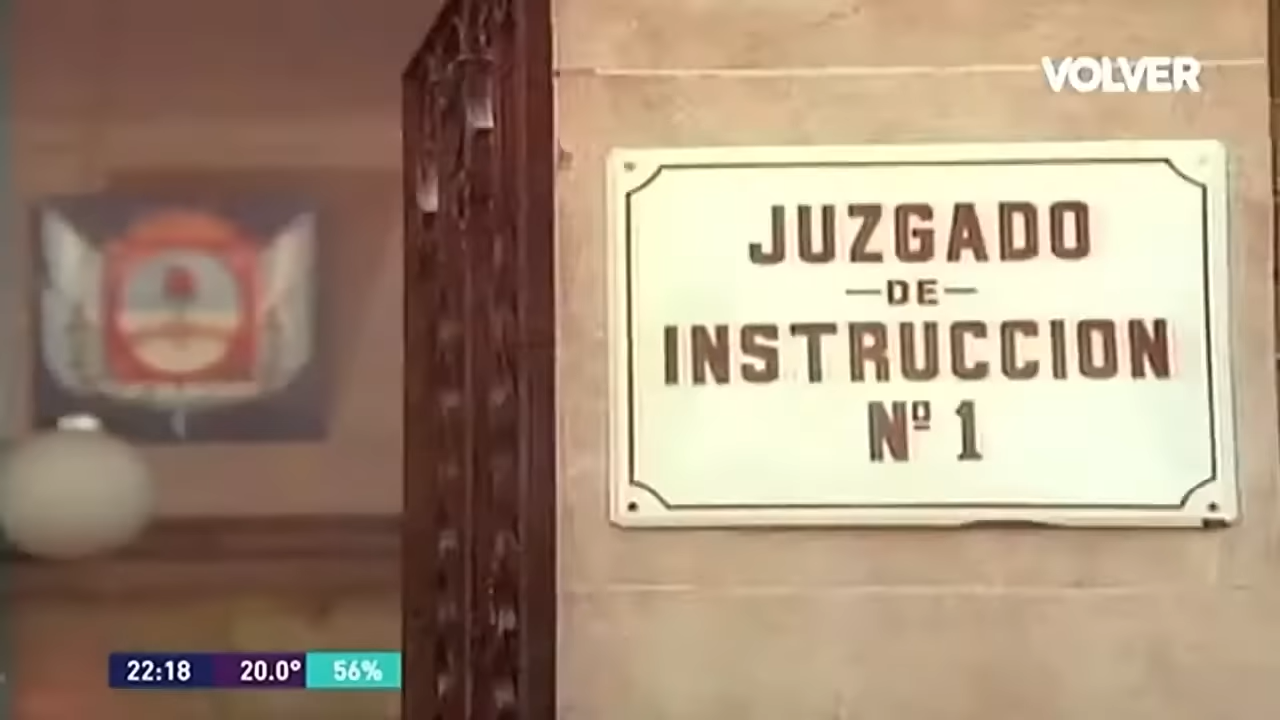 VOLVER
JUZGADO
—DE—
INSTRUCCION
Nº 1
22:18 20.0° 56%